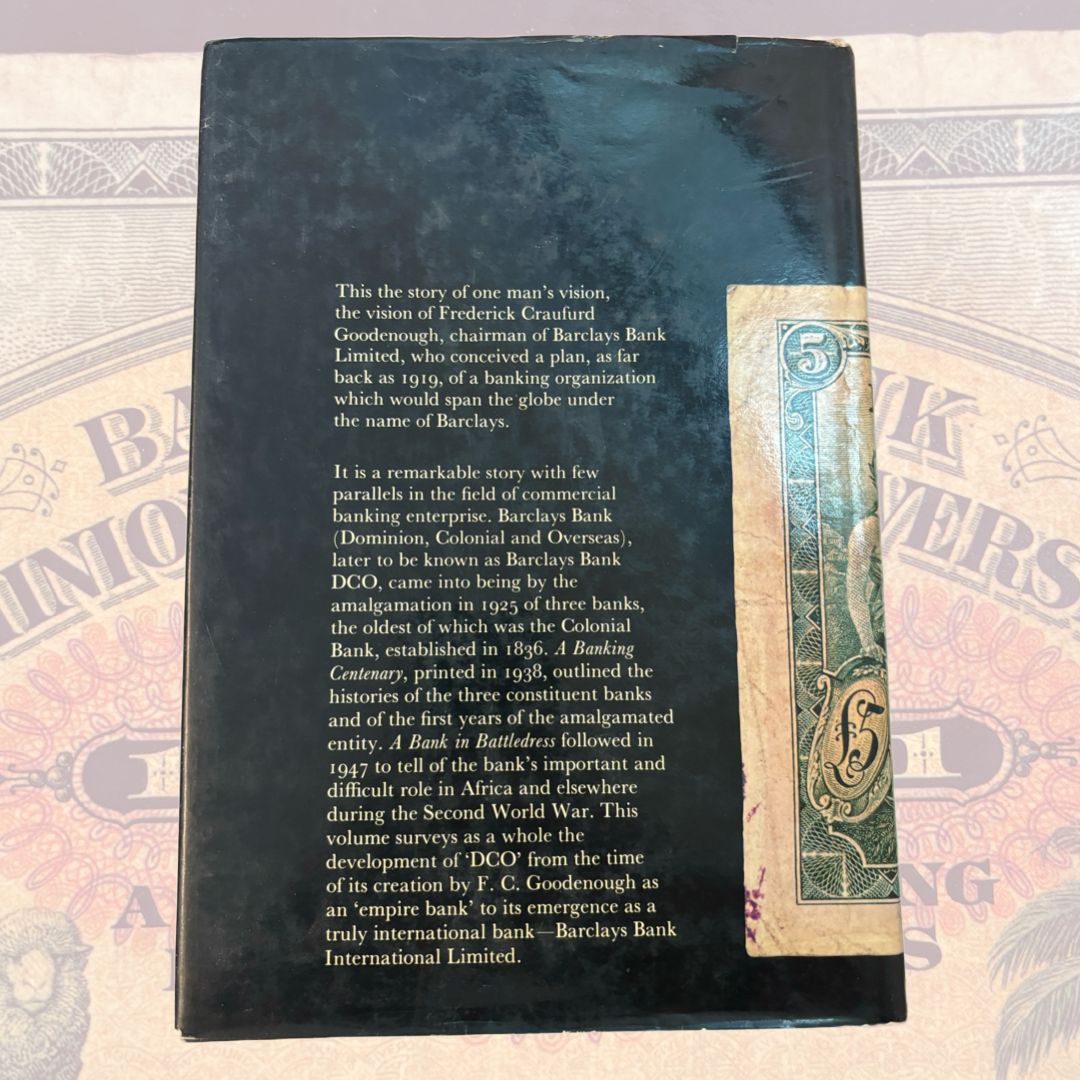 This the story of one man's vision,
the vision of Frederick Craufurd
Goodenough, chairman of Barclays Bank
Limited, who conceived a plan, as far
back as 1919, of a banking organization
which would span the globe under
the name of Barclays.
It is a remarkable story with few
parallels in the field of commercial
banking enterprise. Barclays Bank
(Dominion, Colonial and Overseas),
later to be known as Barclays Bank
DCO, came into being by the
amalgamation in 1925 of three banks,
the oldest of which was the Colonial
Bank, established in 1836. A Banking
Centenary, printed in 1938, outlined the
histories of the three constituent banks
and of the first years of the amalgamated
entity. A Bank in Battledress followed in
1947 to tell of the bank's important and
difficult role in Africa and elsewhere
during the Second World War. This
volume surveys as a whole the
development of ‘DCO’ from the time
of its creation by F. C. Goodenough as
an ‘empire bank’ to its emergence as a
truly international bank—Barclays Bank
International Limited.
5
£5